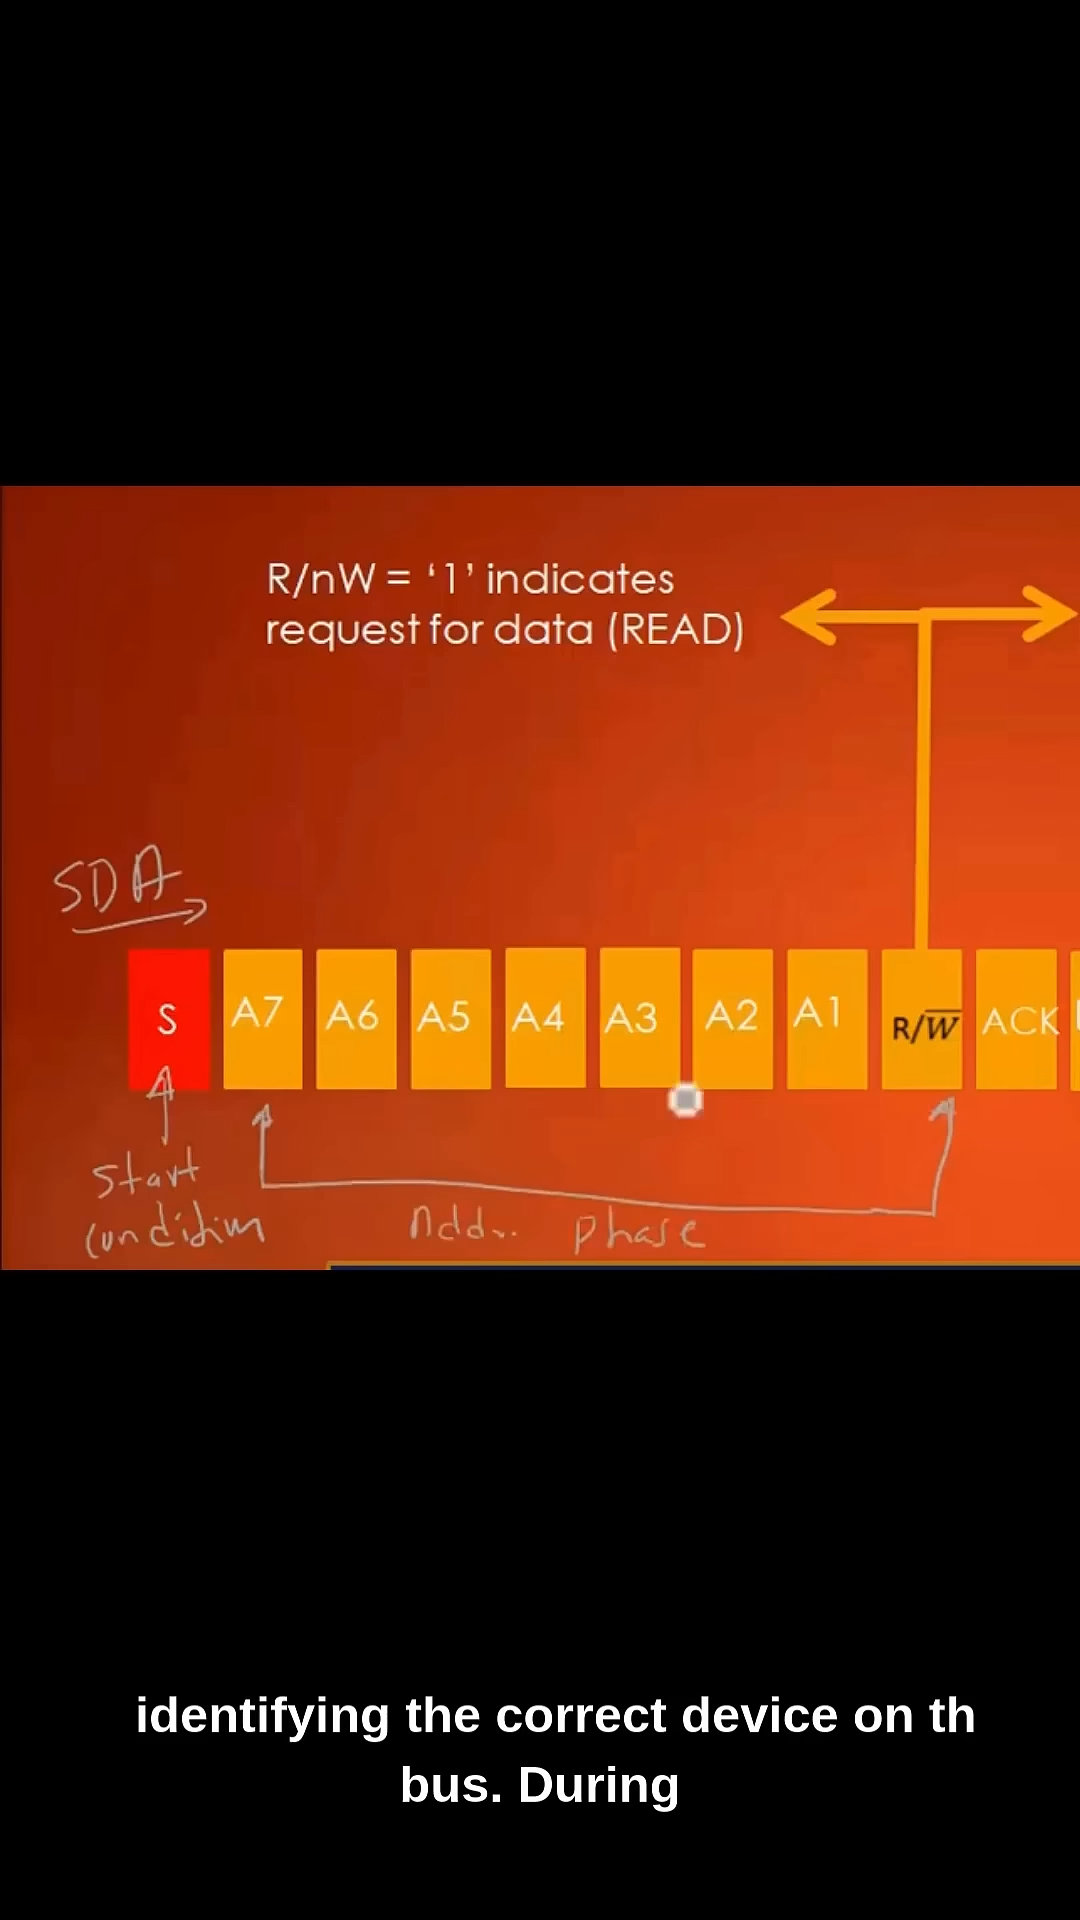 R/nW = ‘1’ indicates
request for data (READ)
SDA
S A7 A6 A5 A4 A3 A2 A1 R/W̅ ACK
Start
condition
Addr. Phase
identifying the correct device on th
bus. During